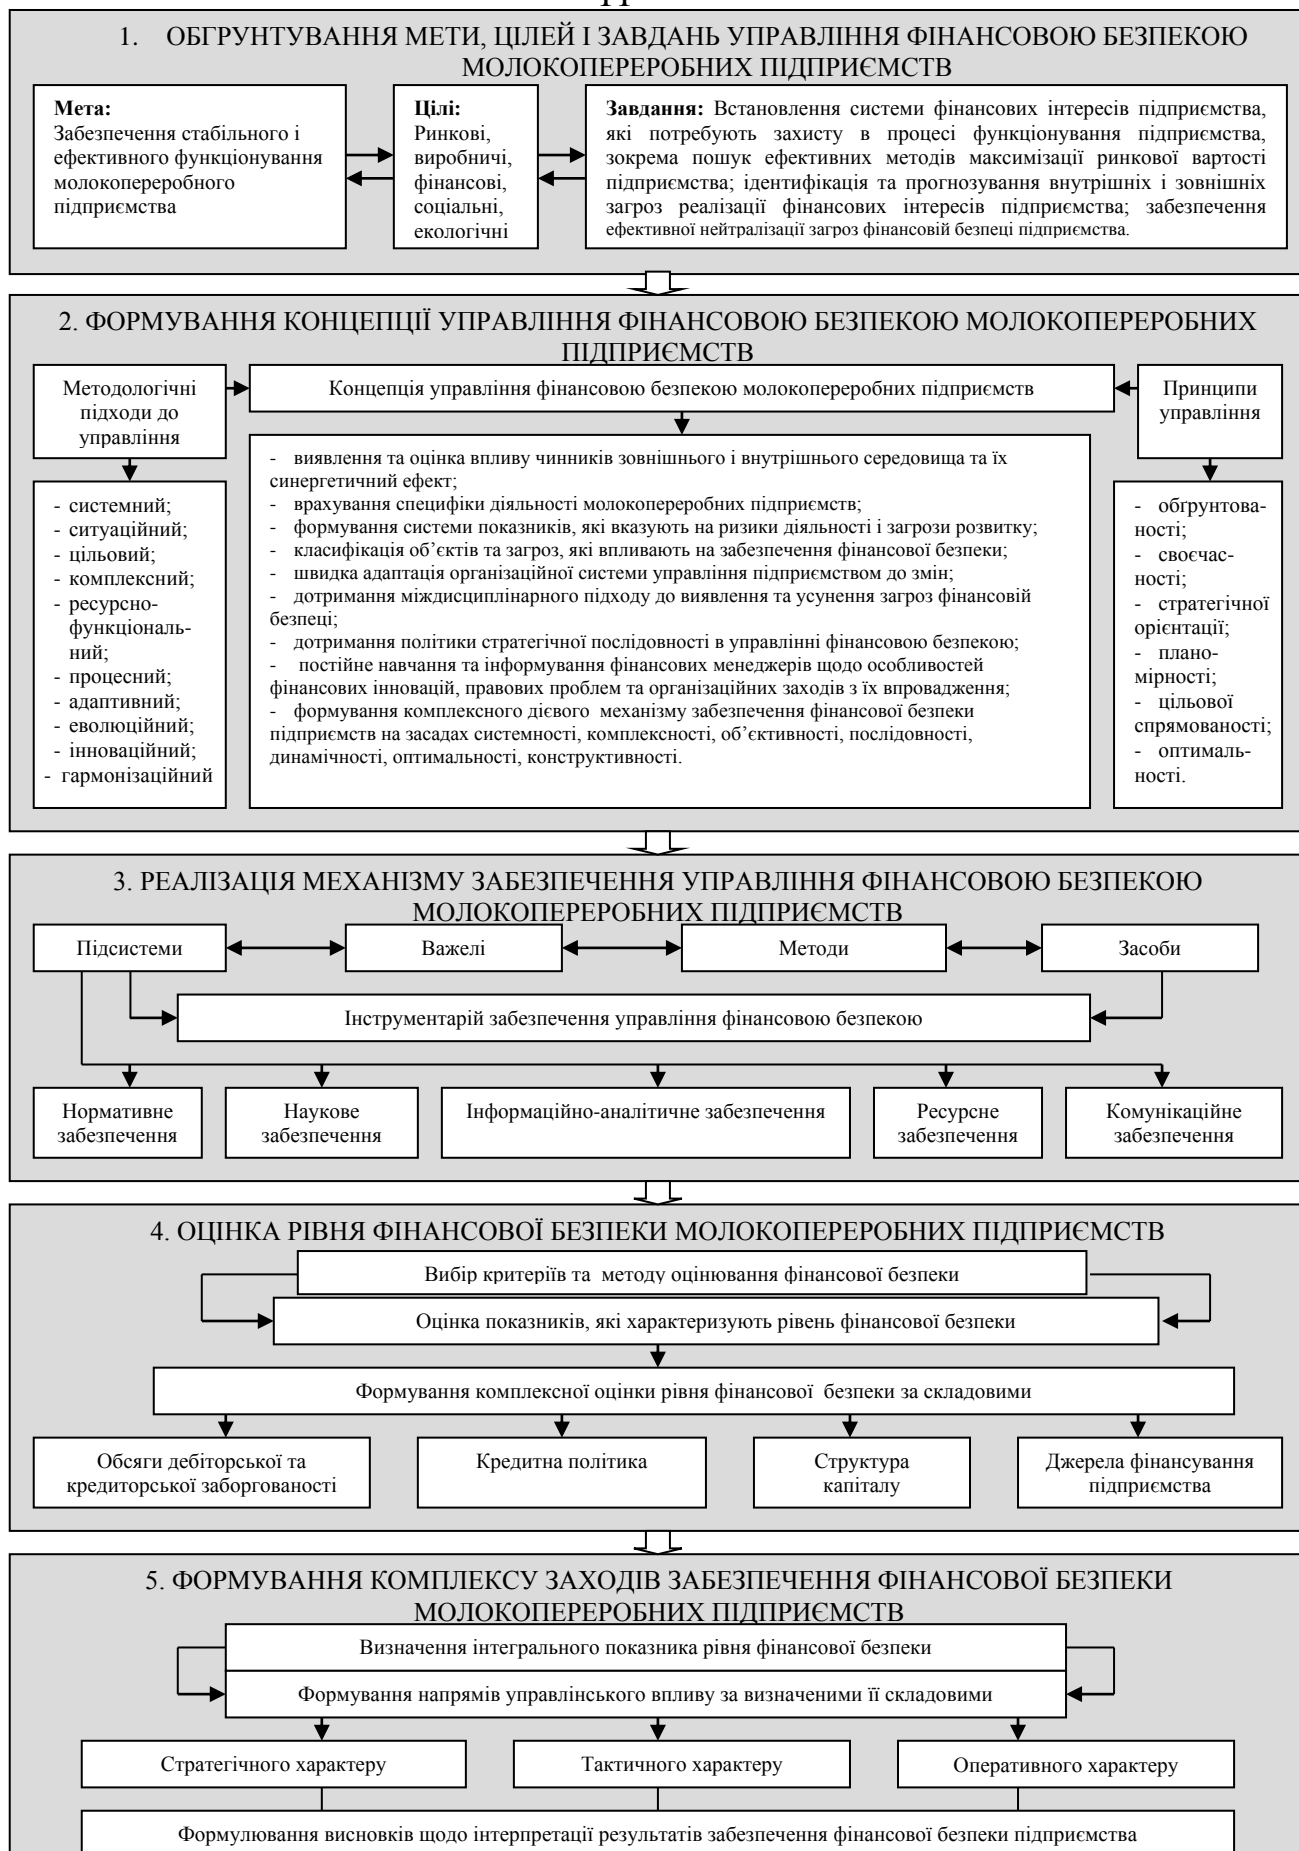 1. ОБГРУНТУВАННЯ МЕТИ, ЦІЛЕЙ І ЗАВДАНЬ УПРАВЛІННЯ ФІНАНСОВОЮ БЕЗПЕКОЮ
МОЛОКОПЕРЕРОБНИХ ПІДПРИЄМСТВ
Мета:
Забезпечення стабільного і
ефективного функціонування
молокопереробного
підприємства
Цілі:
Ринкові,
виробничі,
фінансові,
соціальні,
екологічні
Завдання: Встановлення системи фінансових інтересів підприємства,
які потребують захисту в процесі функціонування підприємства,
зокрема пошук ефективних методів максимізації ринкової вартості
підприємства; ідентифікація та прогнозування внутрішніх і зовнішніх
загроз реалізації фінансових інтересів підприємства; забезпечення
ефективної нейтралізації загроз фінансовій безпеці підприємства.
2. ФОРМУВАННЯ КОНЦЕПЦІЇ УПРАВЛІННЯ ФІНАНСОВОЮ БЕЗПЕКОЮ МОЛОКОПЕРЕРОБНИХ
ПІДПРИЄМСТВ
Методологічні
підходи до
управління
Концепція управління фінансовою безпекою молокопереробних підприємств
Принципи
управління
- системний;
- ситуаційний;
- цільовий;
- комплексний;
- ресурсно-
функціональ-
ний;
- процесний;
- адаптивний;
- еволюційний;
- інноваційний;
- гармонізаційний
- виявлення та оцінка впливу чинників зовнішнього і внутрішнього середовища та їх
синергетичний ефект;
- врахування специфіки діяльності молокопереробних підприємств;
- формування системи показників, які вказують на ризики діяльності і загрози розвитку;
- класифікація об’єктів та загроз, які впливають на забезпечення фінансової безпеки;
- швидка адаптація організаційної системи управління підприємством до змін;
- дотримання міждисциплінарного підходу до виявлення та усунення загроз фінансовій
безпеці;
- дотримання політики стратегічної послідовності в управлінні фінансовою безпекою;
- постійне навчання та інформування фінансових менеджерів щодо особливостей
фінансових інновацій, правових проблем та організаційних заходів з їх впровадження;
- формування комплексного дієвого механізму забезпечення фінансової безпеки
підприємств на засадах системності, комплексності, об’єктивності, послідовності,
динамічності, оптимальності, конструктивності.
- обґрунтова-
ності;
- своєчас-
ності;
- стратегічної
орієнтації;
- плано-
мірності;
- цільової
спрямованості;
- оптималь-
ності.
3. РЕАЛІЗАЦІЯ МЕХАНІЗМУ ЗАБЕЗПЕЧЕННЯ УПРАВЛІННЯ ФІНАНСОВОЮ БЕЗПЕКОЮ
МОЛОКОПЕРЕРОБНИХ ПІДПРИЄМСТВ
Підсистеми
Важелі
Методи
Засоби
Інструментарій забезпечення управління фінансовою безпекою
Нормативне
забезпечення
Наукове
забезпечення
Інформаційно-аналітичне забезпечення
Ресурсне
забезпечення
Комунікаційне
забезпечення
4. ОЦІНКА РІВНЯ ФІНАНСОВОЇ БЕЗПЕКИ МОЛОКОПЕРЕРОБНИХ ПІДПРИЄМСТВ
Вибір критеріїв та методу оцінювання фінансової безпеки
Оцінка показників, які характеризують рівень фінансової безпеки
Формування комплексної оцінки рівня фінансової безпеки за складовими
Обсяги дебіторської та
кредиторської заборгованості
Кредитна політика
Структура
капіталу
Джерела фінансування
підприємства
5. ФОРМУВАННЯ КОМПЛЕКСУ ЗАХОДІВ ЗАБЕЗПЕЧЕННЯ ФІНАНСОВОЇ БЕЗПЕКИ
МОЛОКОПЕРЕРОБНИХ ПІДПРИЄМСТВ
Визначення інтегрального показника рівня фінансової безпеки
Формування напрямів управлінського впливу за визначеними її складовими
Стратегічного характеру
Тактичного характеру
Оперативного характеру
Формулювання висновків щодо інтерпретації результатів забезпечення фінансової безпеки підприємства